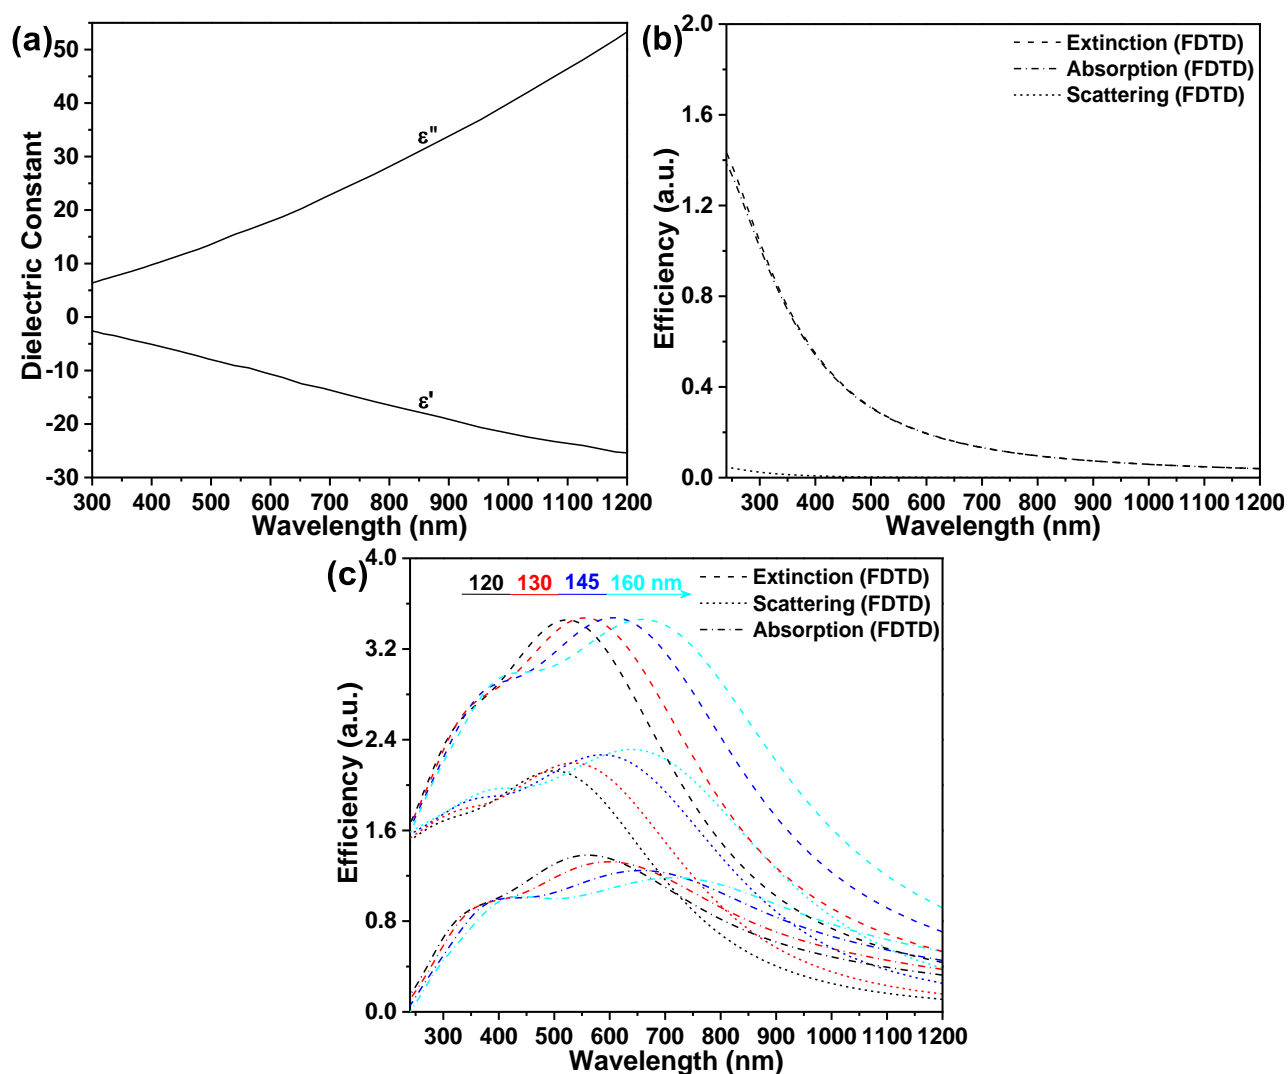 (a)
50
40
30
20
10
0
-10
-20
-30
Dielectric Constant
ε"
ε'
300 400 500 600 700 800 900 1000 1100 1200
Wavelength (nm)
(b)
2.0
1.6
1.2
0.8
0.4
0.0
Efficiency (a.u.)
Extinction (FDTD)
Absorption (FDTD)
Scattering (FDTD)
300 400 500 600 700 800 900 1000 1100 1200
Wavelength (nm)
(c)
4.0
3.2
2.4
1.6
0.8
0.0
Efficiency (a.u.)
120 130 145 160 nm
Extinction (FDTD)
Scattering (FDTD)
Absorption (FDTD)
300 400 500 600 700 800 900 1000 1100 1200
Wavelength (nm)